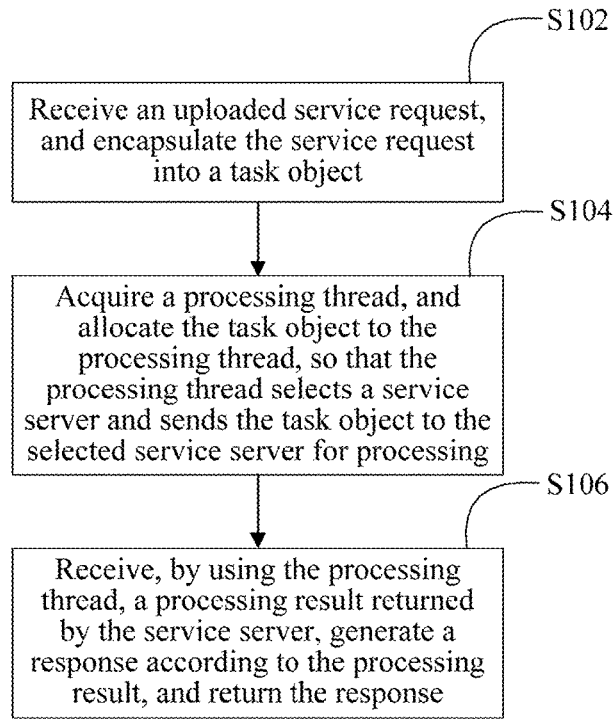 S102
Receive an uploaded service request,
and encapsulate the service request
into a task object
S104
Acquire a processing thread, and
allocate the task object to the
processing thread, so that the
processing thread selects a service
server and sends the task object to the
selected service server for processing
S106
Receive, by using the processing
thread, a processing result returned
by the service server, generate a
response according to the processing
result, and return the response